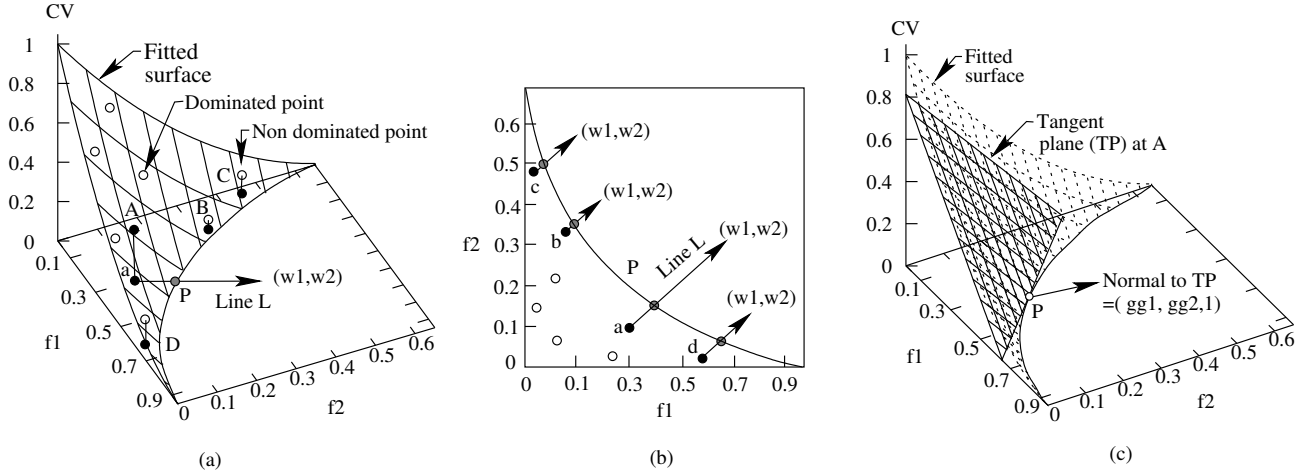 CV
1
0.8
0.6
0.4
0.2
0
Fitted
surface
Dominated point
Non dominated point
C
A
B
a
P
(w1,w2)
Line L
D
0.1
0.3
0.5
0.7
0.9
f1
0
0.1
0.2
0.3
0.4
0.5
0.6
f2
(a)
0.6
0.5
0.4
0.3
0.2
0.1
0
f2
(w1,w2)
c
(w1,w2)
b
P
Line L
(w1,w2)
a
(w1,w2)
d
0
0.1
0.3
0.5
0.7
0.9
f1
(b)
CV
1
0.8
0.6
0.4
0.2
0
Fitted
surface
Tangent
plane (TP) at A
P
Normal to TP
=( gg1, gg2,1)
0.1
0.3
0.5
0.7
0.9
f1
0
0.1
0.2
0.3
0.4
0.5
0.6
f2
(c)